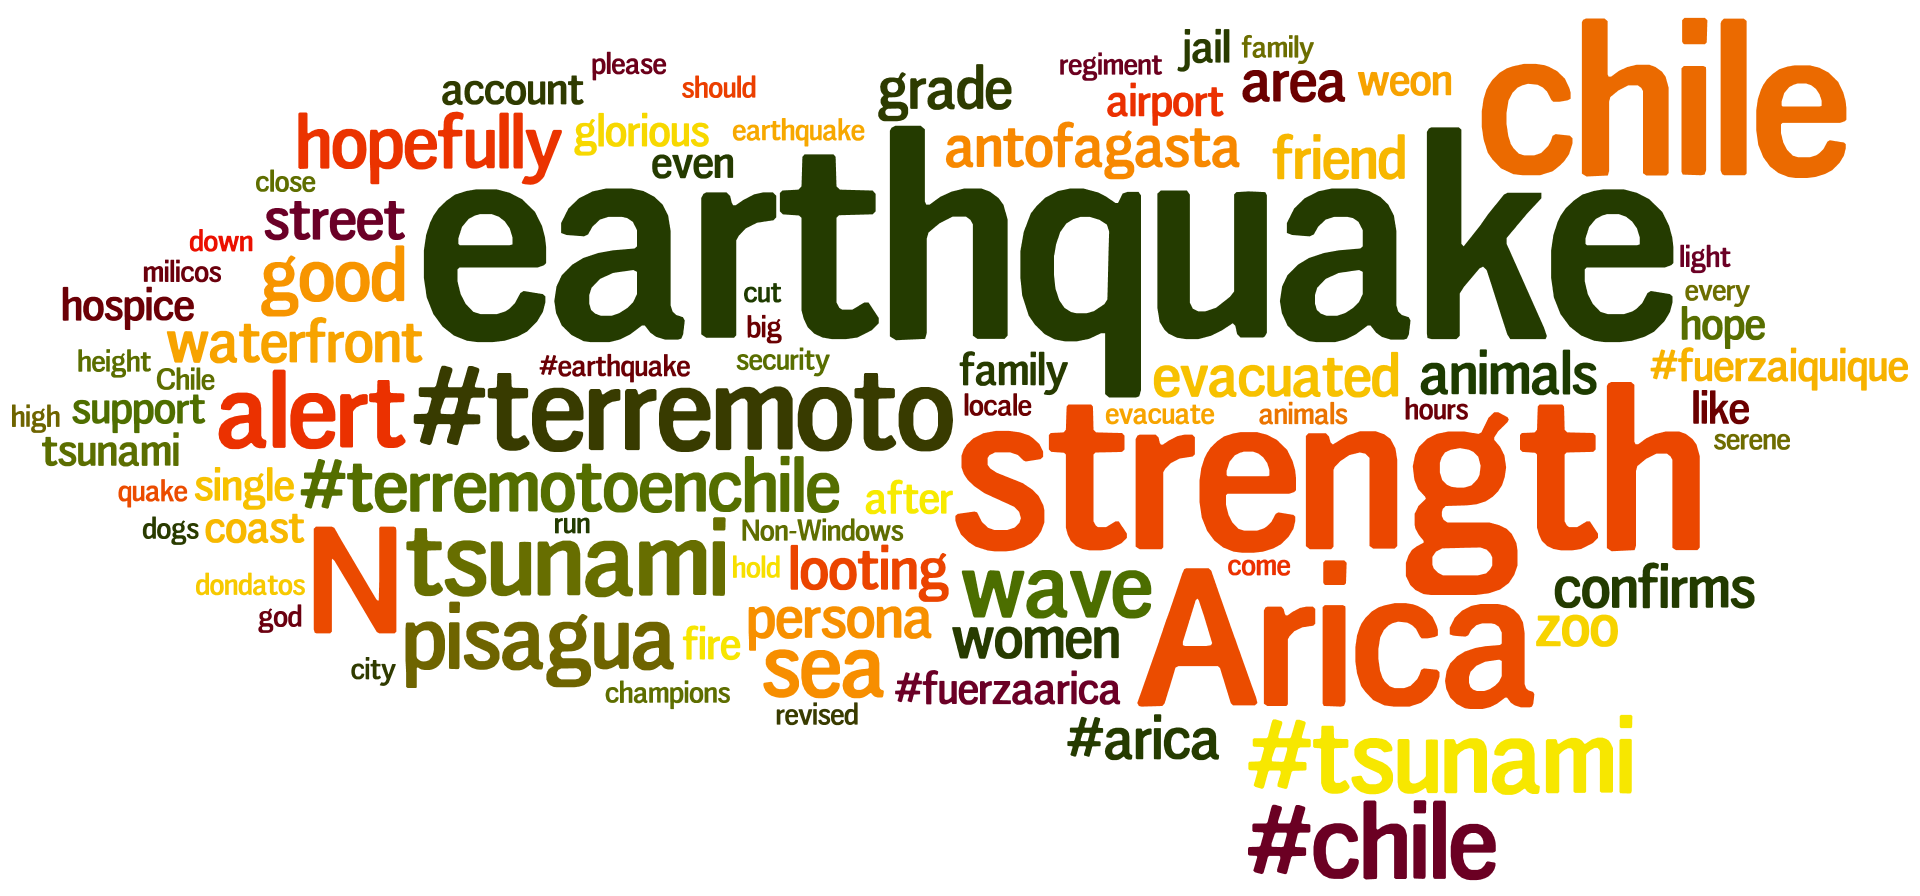 chile
jail
family
please
regiment
account
should
grade
airport
area
weon
hopefully
glorious
earthquake
antofagasta
friend
even
close
earthquake
street
down
good
light
milicos
hospice
cut
every
big
hope
waterfront
height
#earthquake
security
family
evacuated
animals
#fuerzaiquique
Chile
high
support
alert
#terremoto
locale
evacuate
animals
hours
like
tsunami
serene
strength
quake
single
#terremotoenchile
after
dogs
coast
run
Non-Windows
N
tsunami
hold
looting
come
wave
confirms
dondatos
god
persona
Arica
pisagua
fire
women
zoo
city
sea
champions
#fuerzaarica
revised
#arica
#tsunami
#chile